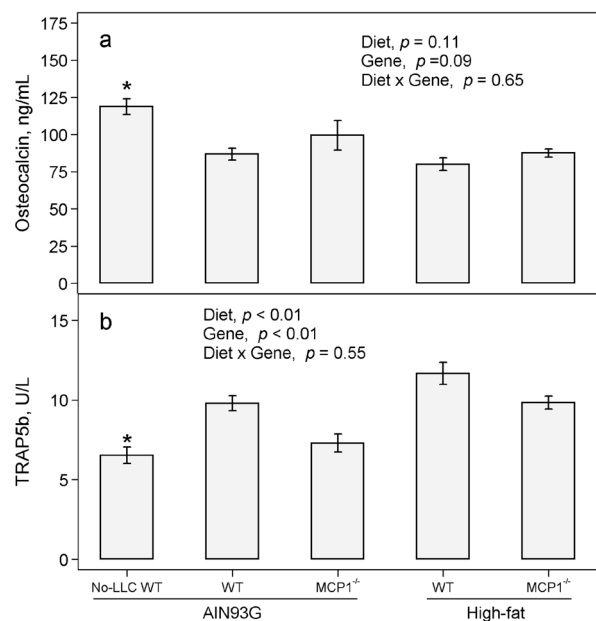 a
Diet, p = 0.11
Gene, p =0.09
Diet x Gene, p = 0.65
Osteocalcin, ng/mL
175
150
125
100
75
50
25
0
*
b
Diet, p < 0.01
Gene, p < 0.01
Diet x Gene, p = 0.55
TRAP5b, U/L
15
10
5
0
*
No-LLC WT WT MCP1-/- WT MCP1-/-
AIN93G High-fat